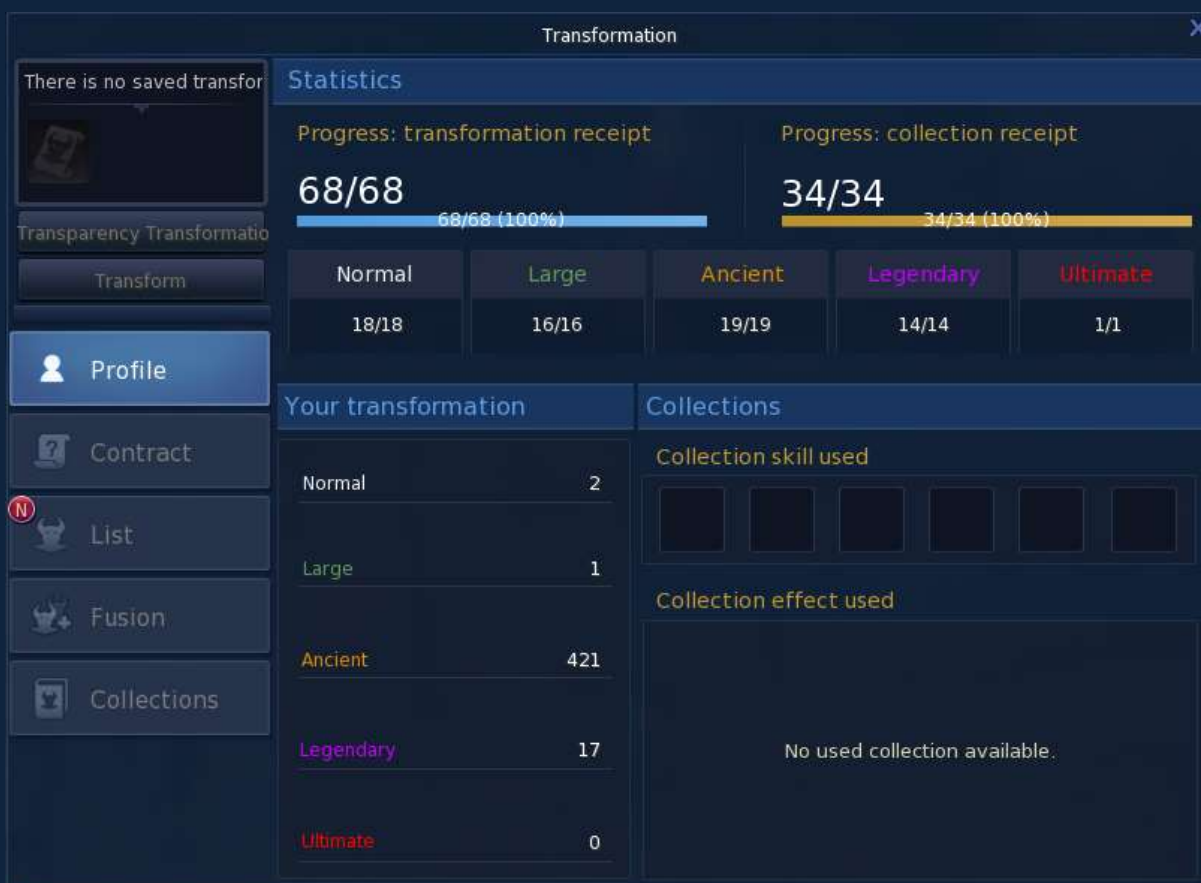 Transformation
There is no saved transfor
Transparency Transformatio
Transform
Profile
Contract
N
List
Fusion
Collections
Statistics
Progress: transformation receipt
68/68
68/68 (100%)
Progress: collection receipt
34/34
34/34 (100%)
Normal Large Ancient Legendary Ultimate
18/18 16/16 19/19 14/14 1/1
Your transformation
Normal 2
Large 1
Ancient 421
Legendary 17
Ultimate 0
Collections
Collection skill used
Collection effect used
No used collection available.